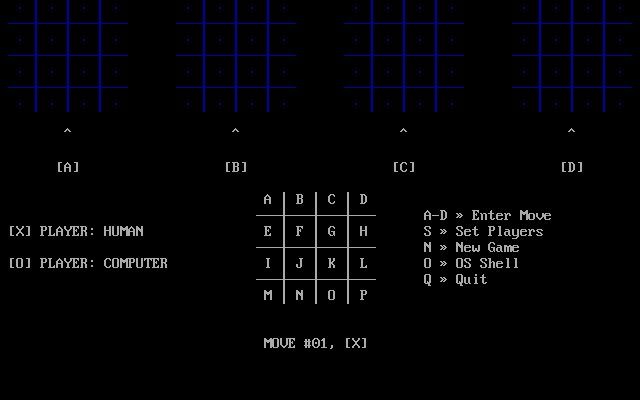 ^ ^ ^ ^
[A] [B] [C] [D]
A B C D
E F G H
I J K L
M N O P
[X] PLAYER: HUMAN
[O] PLAYER: COMPUTER
A-D » Enter Move
S » Set Players
N » New Game
O » OS Shell
Q » Quit
MOVE #01, [X]